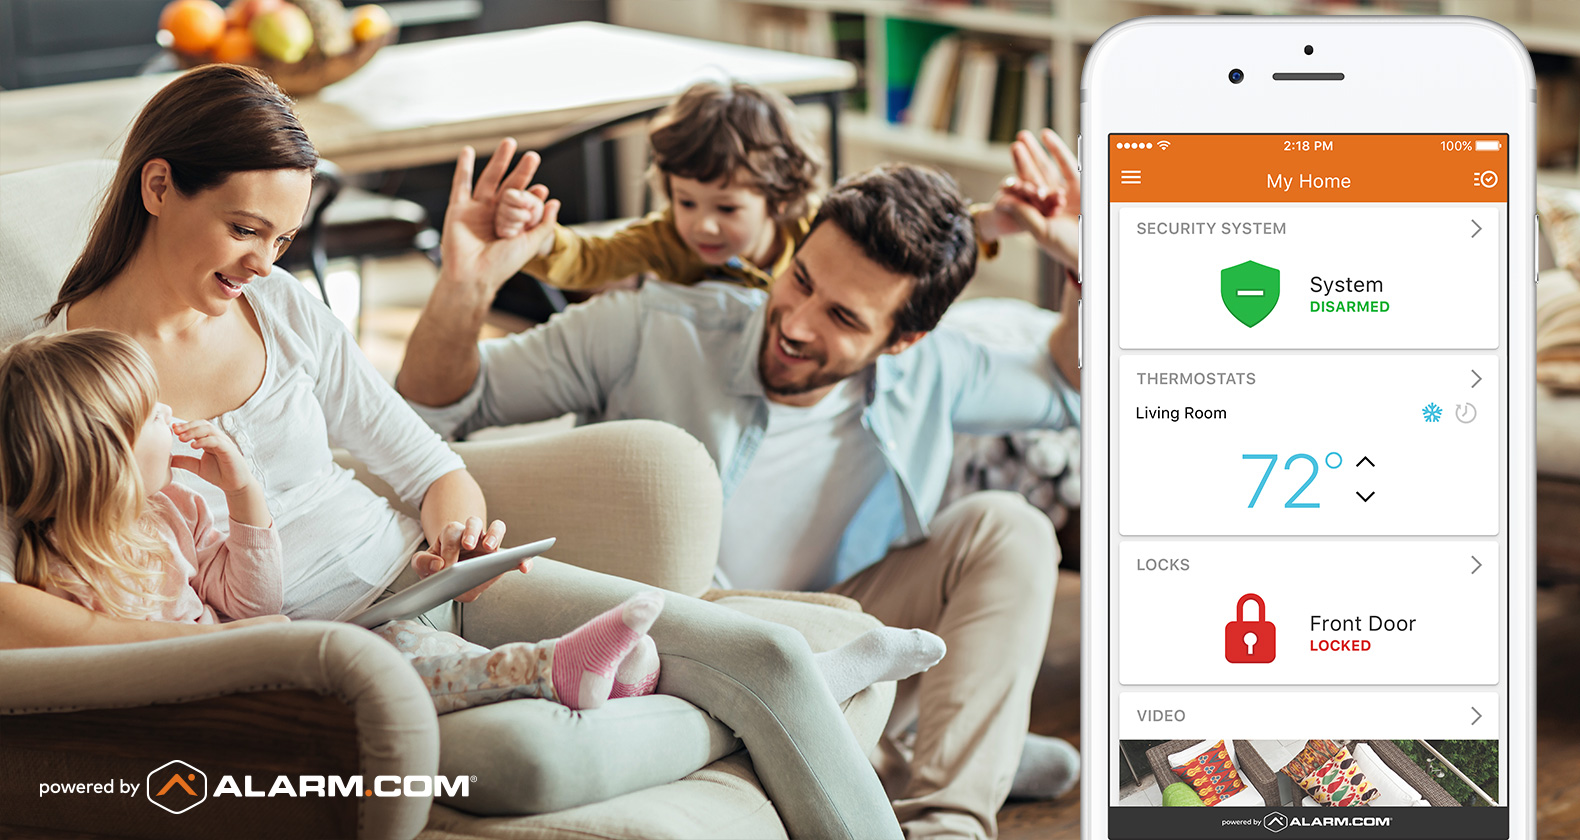 2:18 PM
100%
My Home
SECURITY SYSTEM
System
DISARMED
THERMOSTATS
Living Room
72°
LOCKS
Front Door
LOCKED
VIDEO
powered by ALARM.COM
powered by ALARM.COM®